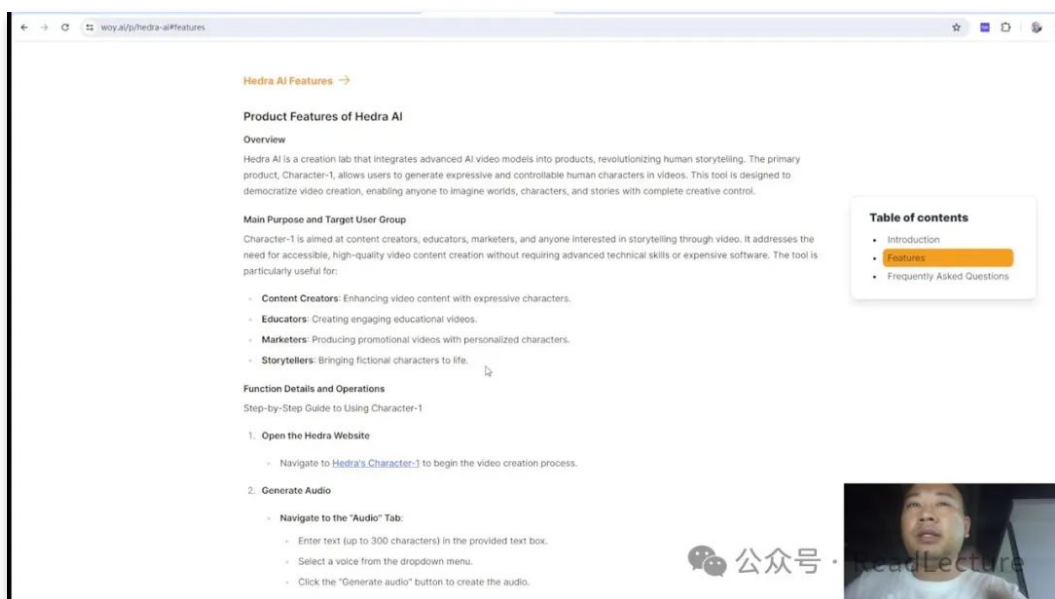 woy.ai/p/hedra-ai#features
Hedra AI Features →
Product Features of Hedra AI
Overview
Hedra AI is a creation lab that integrates advanced AI video models into products, revolutionizing human storytelling. The primary
product, Character-1, allows users to generate expressive and controllable human characters in videos. This tool is designed to
democratize video creation, enabling anyone to imagine worlds, characters, and stories with complete creative control.
Main Purpose and Target User Group
Character-1 is aimed at content creators, educators, marketers, and anyone interested in storytelling through video. It addresses the
need for accessible, high-quality video content creation without requiring advanced technical skills or expensive software. The tool is
particularly useful for:
Content Creators: Enhancing video content with expressive characters.
Educators: Creating engaging educational videos.
Marketers: Producing promotional videos with personalized characters.
Storytellers: Bringing fictional characters to life.
Function Details and Operations
Step-by-Step Guide to Using Character-1
1. Open the Hedra Website
Navigate to Hedra's Character-1 to begin the video creation process.
2. Generate Audio
Navigate to the "Audio" Tab:
Enter text (up to 300 characters) in the provided text box.
Select a voice from the dropdown menu.
Click the "Generate audio" button to create the audio.
Table of contents
Introduction
Features
Frequently Asked Questions
公众号 · ReadLecture